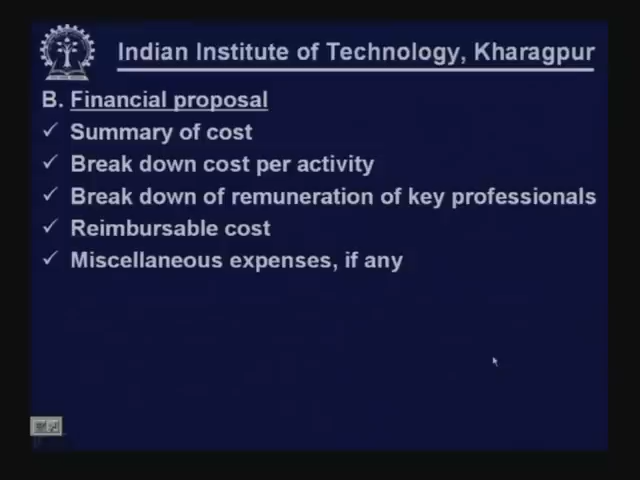 Indian Institute of Technology, Kharagpur
B. Financial proposal
✓ Summary of cost
✓ Break down cost per activity
✓ Break down of remuneration of key professionals
✓ Reimbursable cost
✓ Miscellaneous expenses, if any